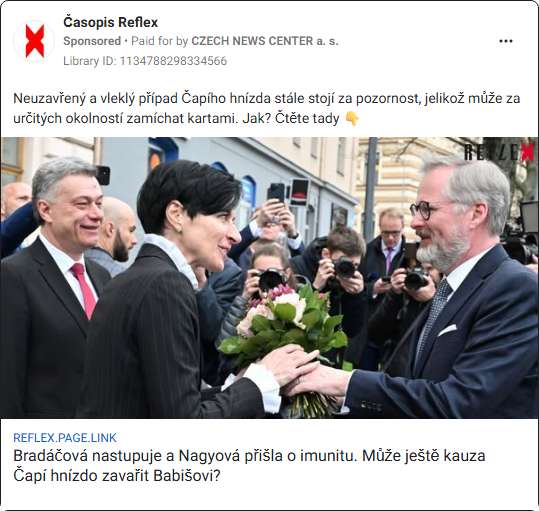 Časopis Reflex
Sponsored • Paid for by CZECH NEWS CENTER a. s.
Library ID: 1134788298334566
Neuzavřený a vleklý případ Čapího hnízda stále stojí za pozornost, jelikož může za
určitých okolností zamíchat kartami. Jak? Čtěte tady 👇
REFLEX
REFLEX.PAGE.LINK
Bradáčová nastupuje a Nagyová přišla o imunitu. Může ještě kauza
Čapí hnízdo zavařit Babišovi?